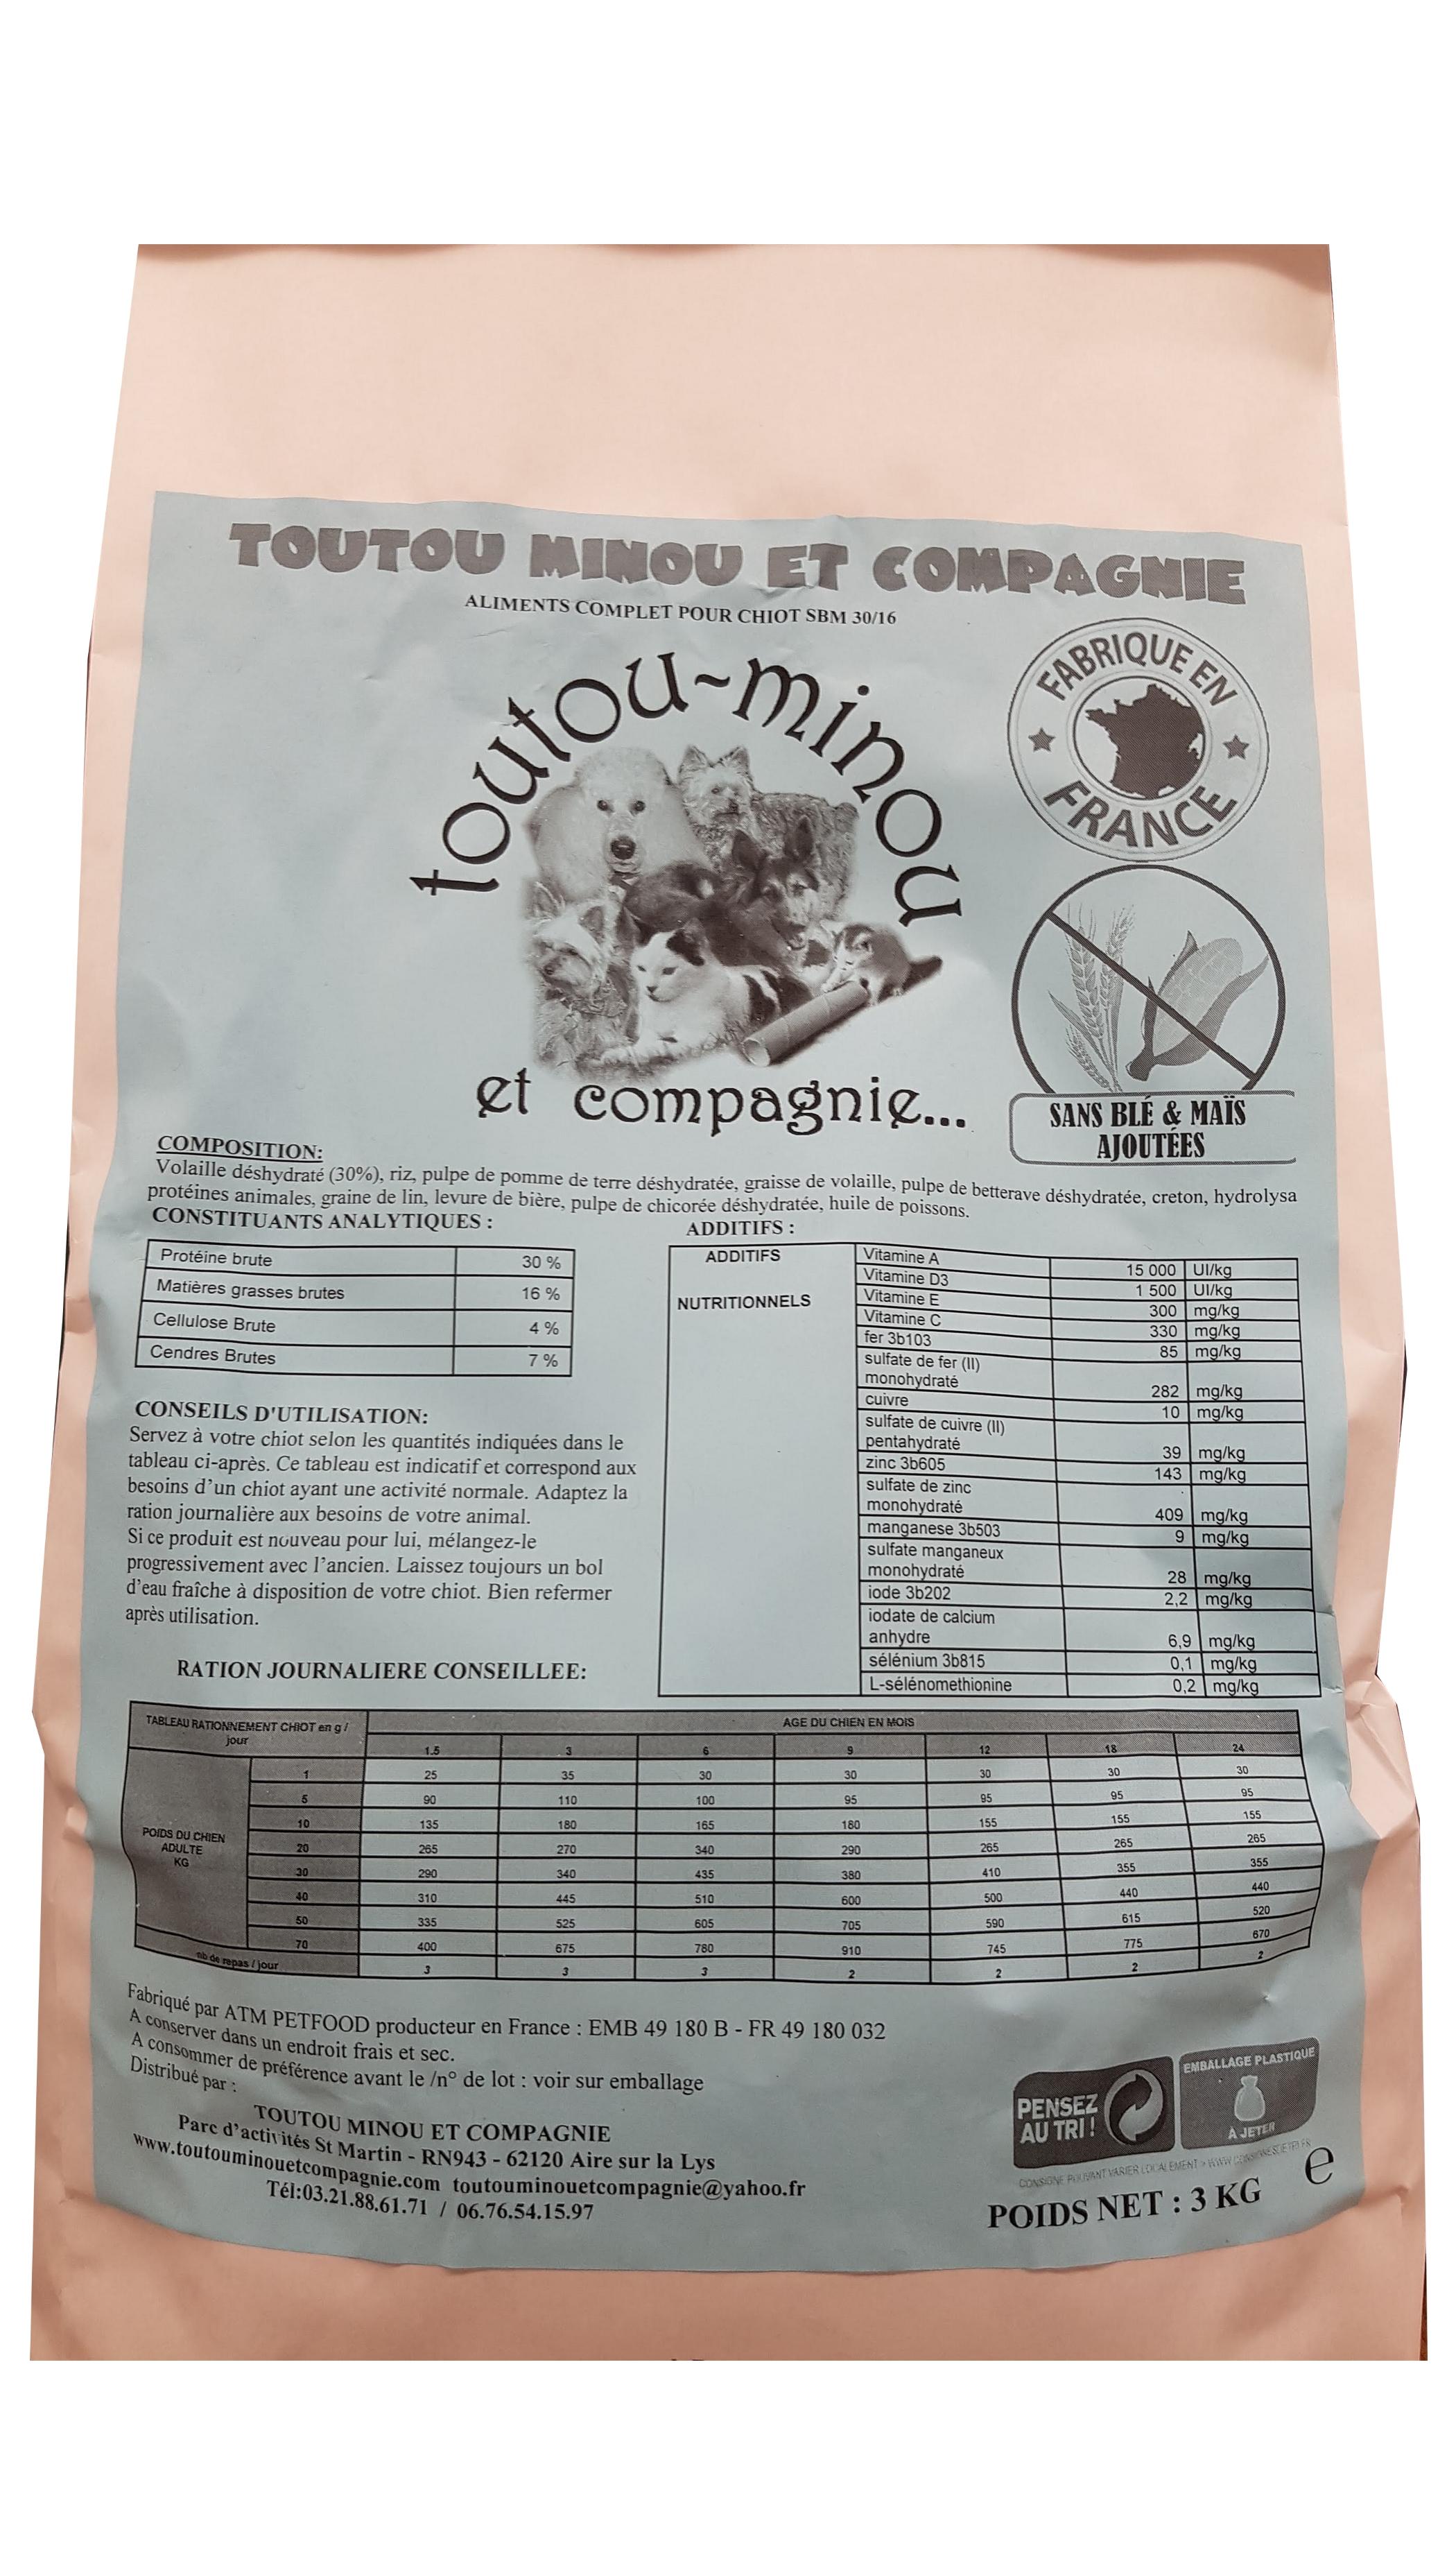 TOUTOU MINOU ET COMPAGNIE
ALIMENTS COMPLET POUR CHIOT SBM 30/16
toutou~minou
et compagnie...
FABRIQUE EN
FRANCE
SANS BLÉ & MAÏS
AJOUTÉES
COMPOSITION:
Volaille déshydraté (30%), riz, pulpe de pomme de terre déshydratée, graisse de volaille, pulpe de betterave déshydratée, creton, hydrolysa
protéines animales, graine de lin, levure de bière, pulpe de chicorée déshydratée, huile de poissons.
CONSTITUANTS ANALYTIQUES :
Protéine brute 30 %
Matières grasses brutes 16 %
Cellulose Brute 4 %
Cendres Brutes 7 %
ADDITIFS :
ADDITIFS
NUTRITIONNELS
Vitamine A 15 000 UI/kg
Vitamine D3 1 500 UI/kg
Vitamine E 300 mg/kg
Vitamine C 330 mg/kg
fer 3b103 85 mg/kg
sulfate de fer (II)
monohydraté 282 mg/kg
cuivre 10 mg/kg
sulfate de cuivre (II)
pentahydraté 39 mg/kg
zinc 3b605 143 mg/kg
sulfate de zinc
monohydraté 409 mg/kg
manganese 3b503 9 mg/kg
sulfate manganeux
monohydraté 28 mg/kg
iode 3b202 2,2 mg/kg
iodate de calcium
anhydre 6,9 mg/kg
sélénium 3b815 0,1 mg/kg
L-sélénomethionine 0,2 mg/kg
CONSEILS D'UTILISATION:
Servez à votre chiot selon les quantités indiquées dans le
tableau ci-après. Ce tableau est indicatif et correspond aux
besoins d'un chiot ayant une activité normale. Adaptez la
ration journalière aux besoins de votre animal.
Si ce produit est nouveau pour lui, mélangez-le
progressivement avec l'ancien. Laissez toujours un bol
d'eau fraîche à disposition de votre chiot. Bien refermer
après utilisation.
RATION JOURNALIERE CONSEILLEE:
TABLEAU RATIONNEMENT CHIOT en g /
jour
AGE DU CHIEN EN MOIS
1.5 3 6 9 12 18 24
POIDS DU CHIEN
ADULTE
KG
1 25 35 30 30 30 30 30
5 90 110 100 95 95 95 95
10 135 180 165 180 155 155 155
20 265 270 340 290 265 265 265
30 290 340 435 380 410 355 355
40 310 445 510 600 500 440 440
50 335 525 605 705 590 615 520
70 400 675 780 910 745 775 670
nb de repas / jour 3 3 3 2 2 2 2
Fabriqué par ATM PETFOOD producteur en France : EMB 49 180 B - FR 49 180 032
A conserver dans un endroit frais et sec.
A consommer de préférence avant le /n° de lot : voir sur emballage
Distribué par :
TOUTOU MINOU ET COMPAGNIE
Parc d'activités St Martin - RN943 - 62120 Aire sur la Lys
www.toutouminouetcompagnie.com toutouminouetcompagnie@yahoo.fr
Tél:03.21.88.61.71 / 06.76.54.15.97
PENSEZ
AU TRI !
EMBALLAGE PLASTIQUE
À JETER
CONSIGNE POUVANT VARIER LOCALEMENT > WWW.CONSIGNESDETRI.FR
POIDS NET : 3 KG e